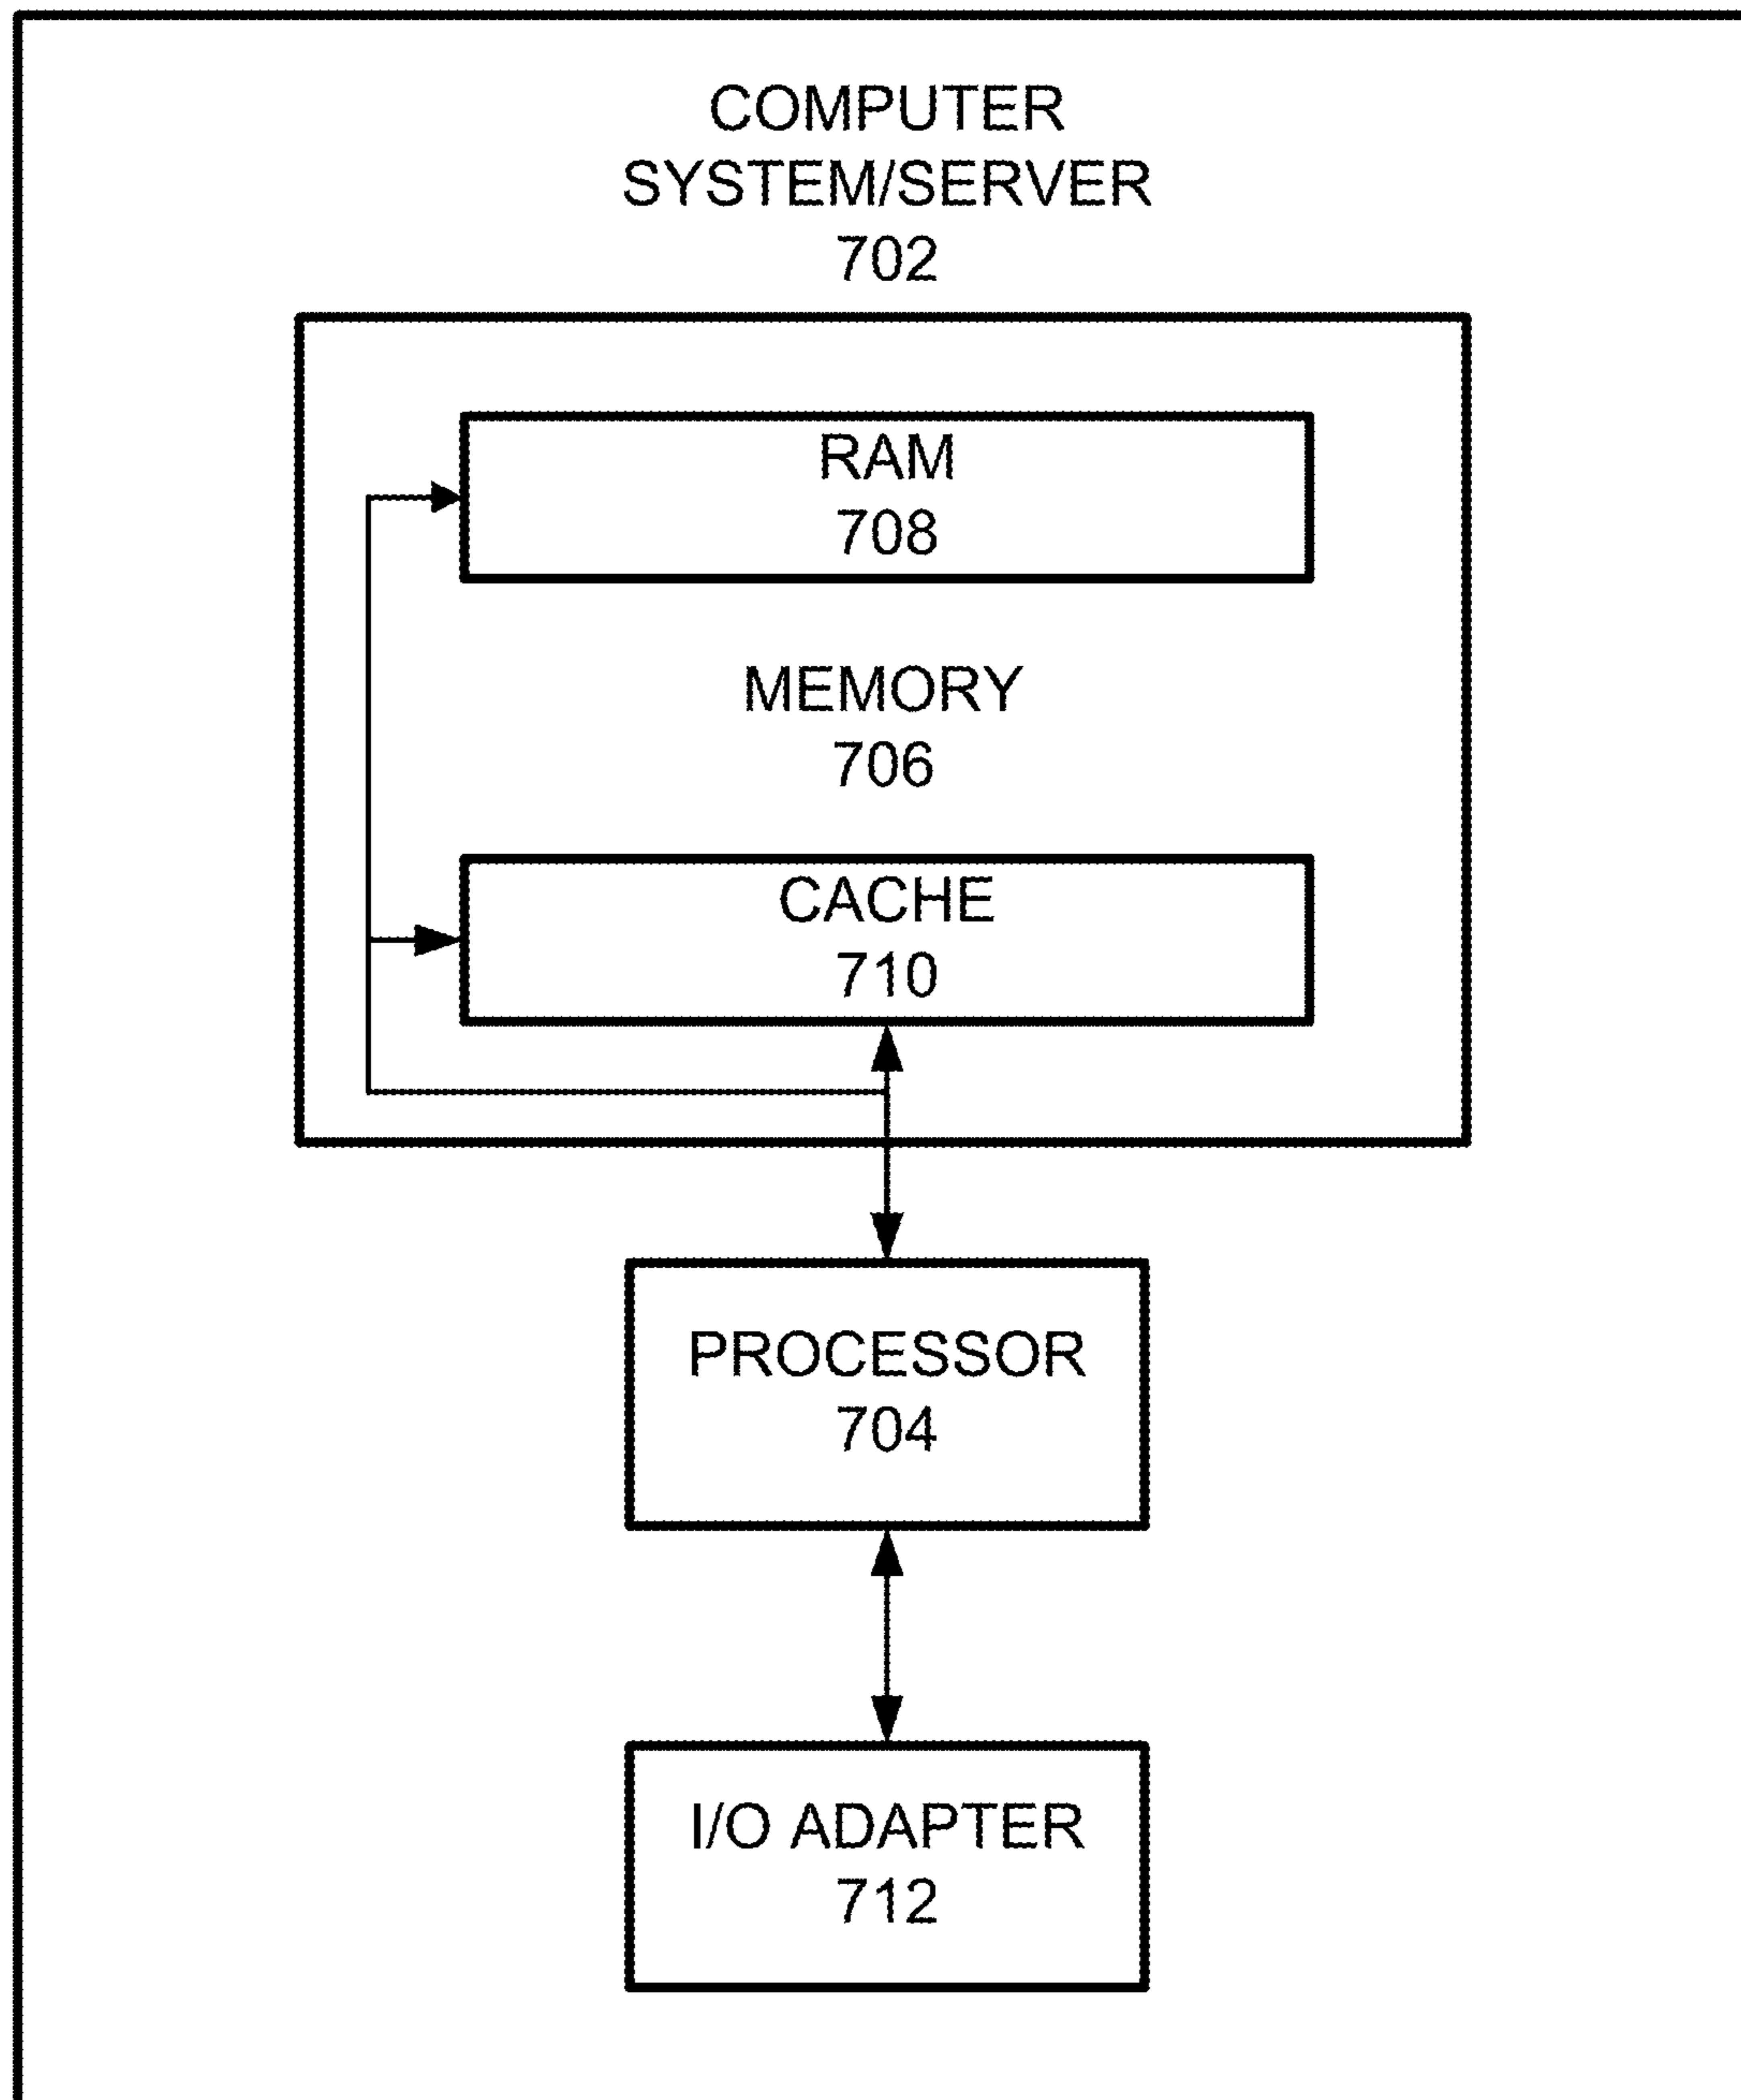 COMPUTER
SYSTEM/SERVER
702
RAM
708
MEMORY
706
CACHE
710
PROCESSOR
704
I/O ADAPTER
712